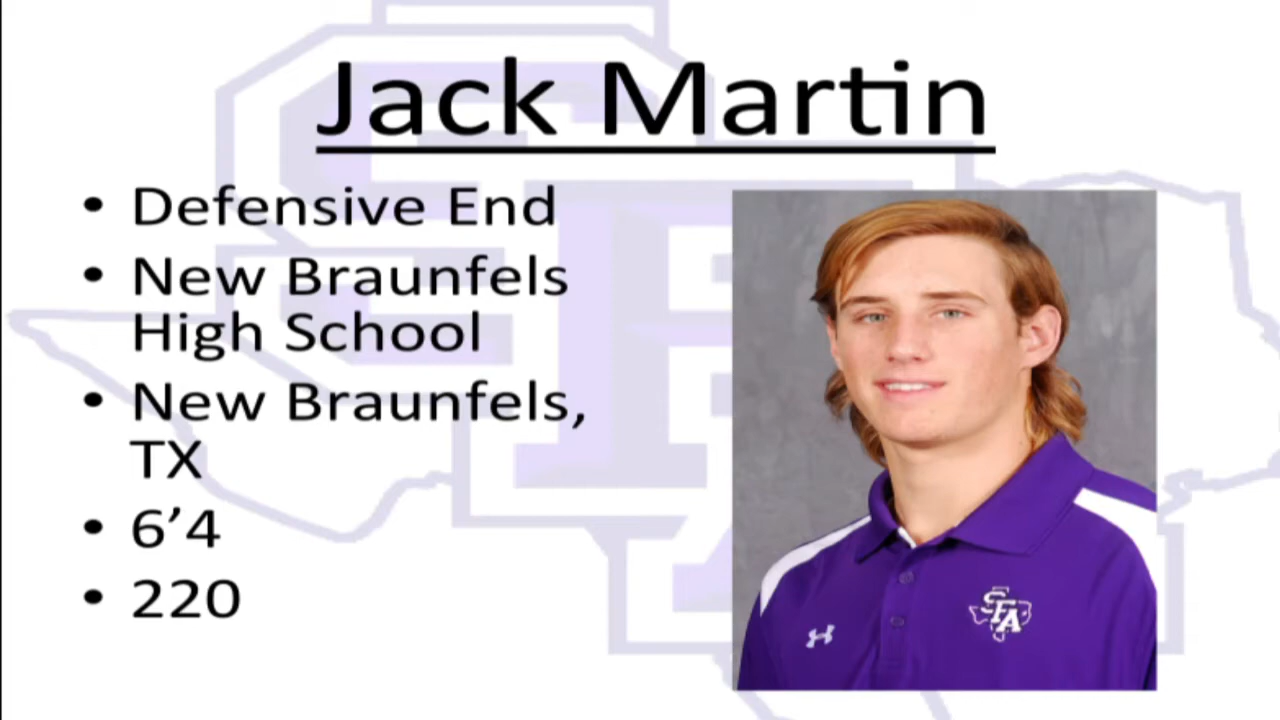 Jack Martin
• Defensive End
• New Braunfels
High School
• New Braunfels,
TX
• 6’4
• 220
SFA